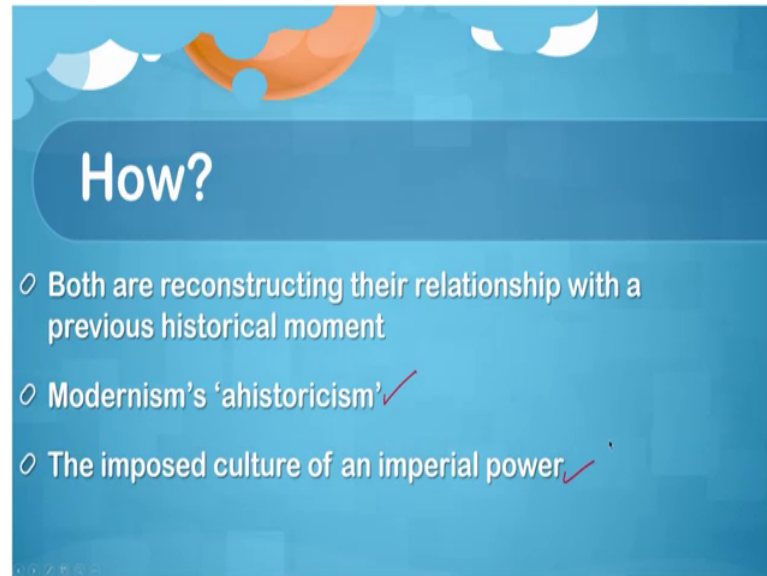 How?
Both are reconstructing their relationship with a
previous historical moment
Modernism's 'ahistoricism'
The imposed culture of an imperial power